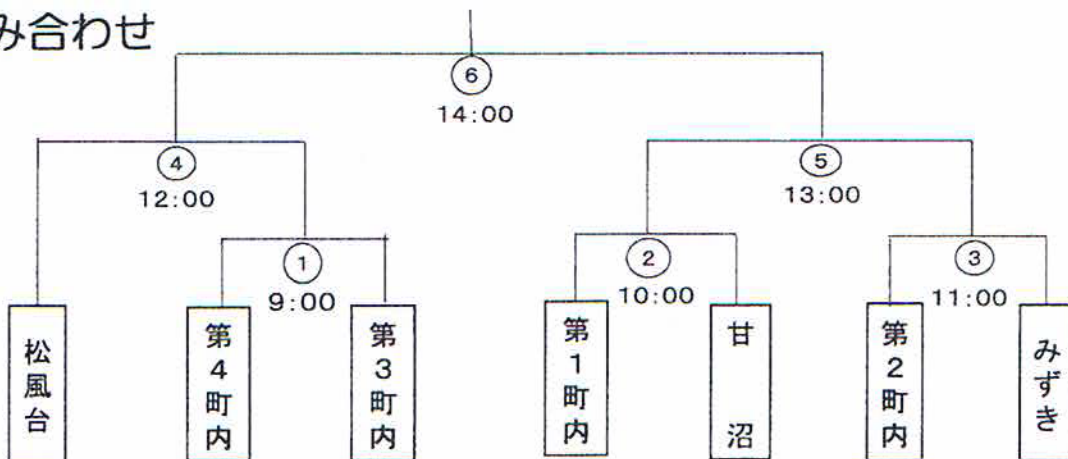 み合わせ
⑥
14:00
④
12:00
⑤
13:00
①
9:00
②
10:00
③
11:00
松風台
第4町内
第3町内
第1町内
甘沼
第2町内
みずき